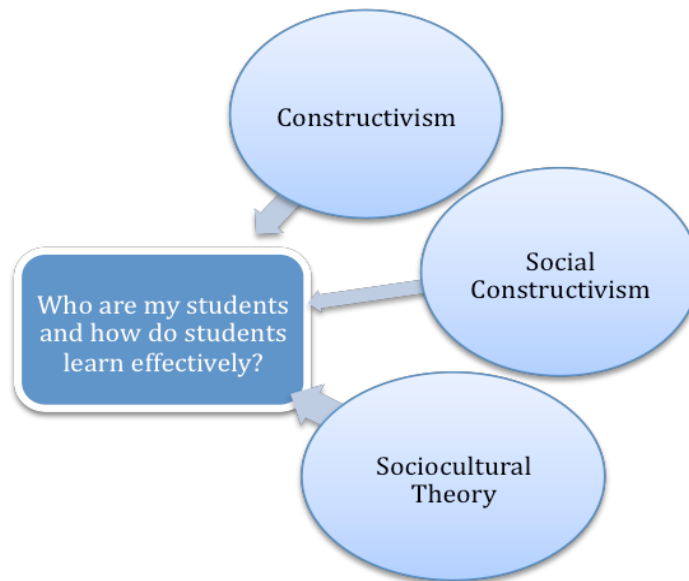 Constructivism
Social
Constructivism
Who are my students
and how do students
learn effectively?
Sociocultural
Theory